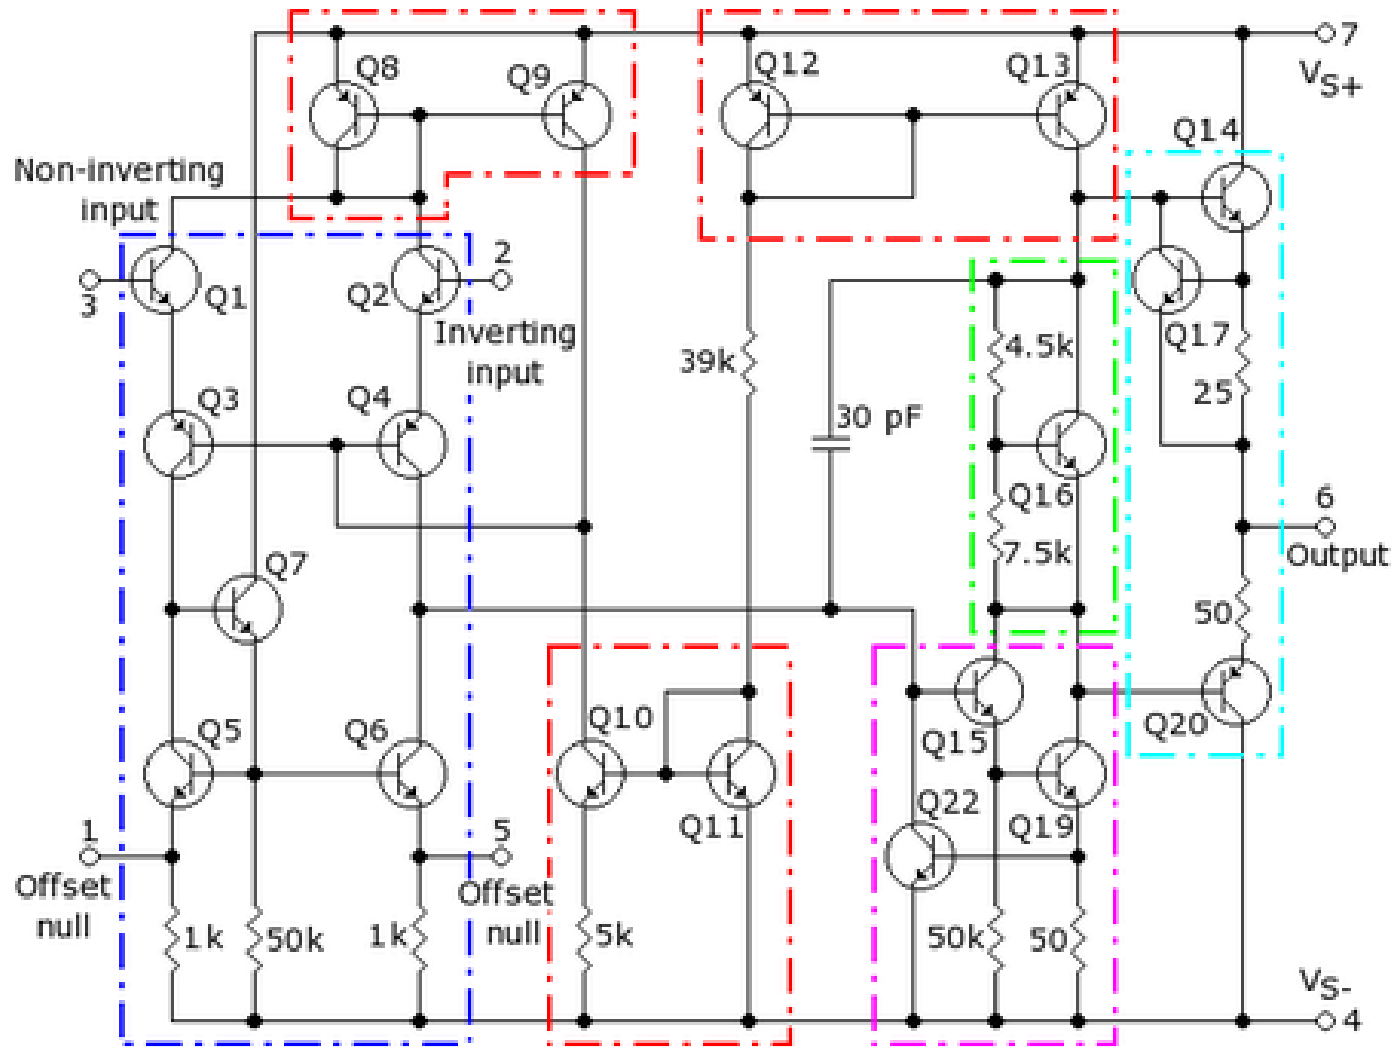 Q8
Q9
Q12
Q13
7
VS+
Q14
Non-inverting
input
3
Q1
Q2
2
Inverting
input
Q17
25
39k
4.5k
Q3
Q4
30 pF
Q16
7.5k
6
Output
Q7
50
Q5
Q6
Q10
Q11
Q15
Q20
Q22
Q19
1
Offset
null
5
Offset
null
1k
50k
1k
5k
50k
50
VS-
4